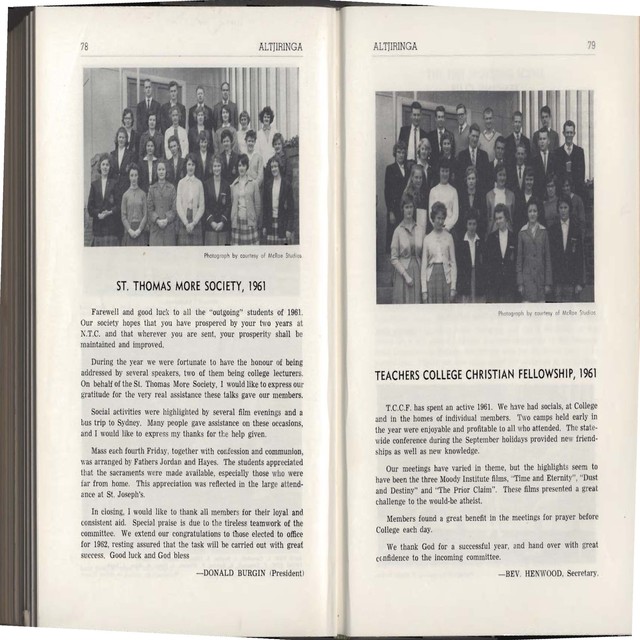 78 ALTJIRINGA
Photograph by courtesy of McRae Studios.
ST. THOMAS MORE SOCIETY, 1961
Farewell and good luck to all the "outgoing" students of 1961.
Our society hopes that you have prospered by your two years at
N.T.C. and that wherever you are sent, your prosperity shall be
maintained and improved.
During the year we were fortunate to have the honour of being
addressed by several speakers, two of them being college lecturers.
On behalf of the St. Thomas More Society, I would like to express our
gratitude for the very real assistance these talks gave our members.
Social activities were highlighted by several film evenings and a
bus trip to Sydney. Many people gave assistance on these occasions,
and I would like to express my thanks for the help given.
Mass each fourth Friday, together with confession and communion,
was arranged by Fathers Jordan and Hayes. The students appreciated
that the sacraments were made available, especially those who were
far from home. This appreciation was reflected in the large attend-
ance at St. Joseph's.
In closing, I would like to thank all members for their loyal and
consistent aid. Special praise is due to the tireless teamwork of the
committee. We extend our congratulations to those elected to office
for 1962, resting assured that the task will be carried out with great
success. Good luck and God bless
—DONALD BURGIN (President)
ALTJIRINGA 79
Photograph by courtesy of McRae Studios
TEACHERS COLLEGE CHRISTIAN FELLOWSHIP, 1961
T.C.C.F. has spent an active 1961. We have had socials, at College
and in the homes of individual members. Two camps held early in
the year were enjoyable and profitable to all who attended. The state-
wide conference during the September holidays provided new friend-
ships as well as new knowledge.
Our meetings have varied in theme, but the highlights seem to
have been the three Moody Institute films, "Time and Eternity", "Dust
and Destiny" and "The Prior Claim". These films presented a great
challenge to the would-be atheist.
Members found a great benefit in the meetings for prayer before
College each day.
We thank God for a successful year, and hand over with great
confidence to the incoming committee.
—BEV. HENWOOD, Secretary.